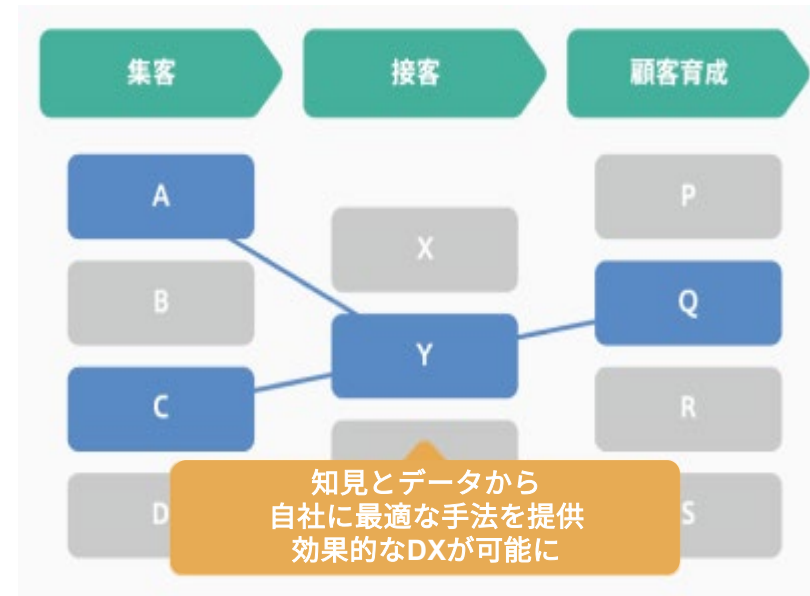 集客
接客
顧客育成
A
B
C
D
X
Y
P
Q
R
S
知見とデータから
自社に最適な手法を提供
効果的なDXが可能に